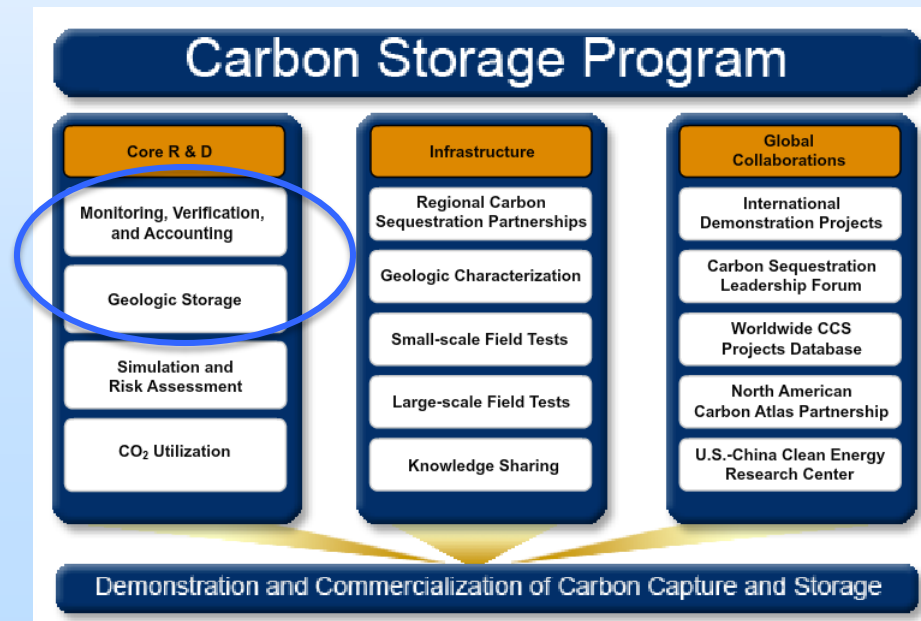 Carbon Storage Program
Core R & D
Monitoring, Verification,
and Accounting
Geologic Storage
Simulation and
Risk Assessment
CO₂ Utilization
Infrastructure
Regional Carbon
Sequestration Partnerships
Geologic Characterization
Small-scale Field Tests
Large-scale Field Tests
Knowledge Sharing
Global
Collaborations
International
Demonstration Projects
Carbon Sequestration
Leadership Forum
Worldwide CCS
Projects Database
North American
Carbon Atlas Partnership
U.S.-China Clean Energy
Research Center
Demonstration and Commercialization of Carbon Capture and Storage